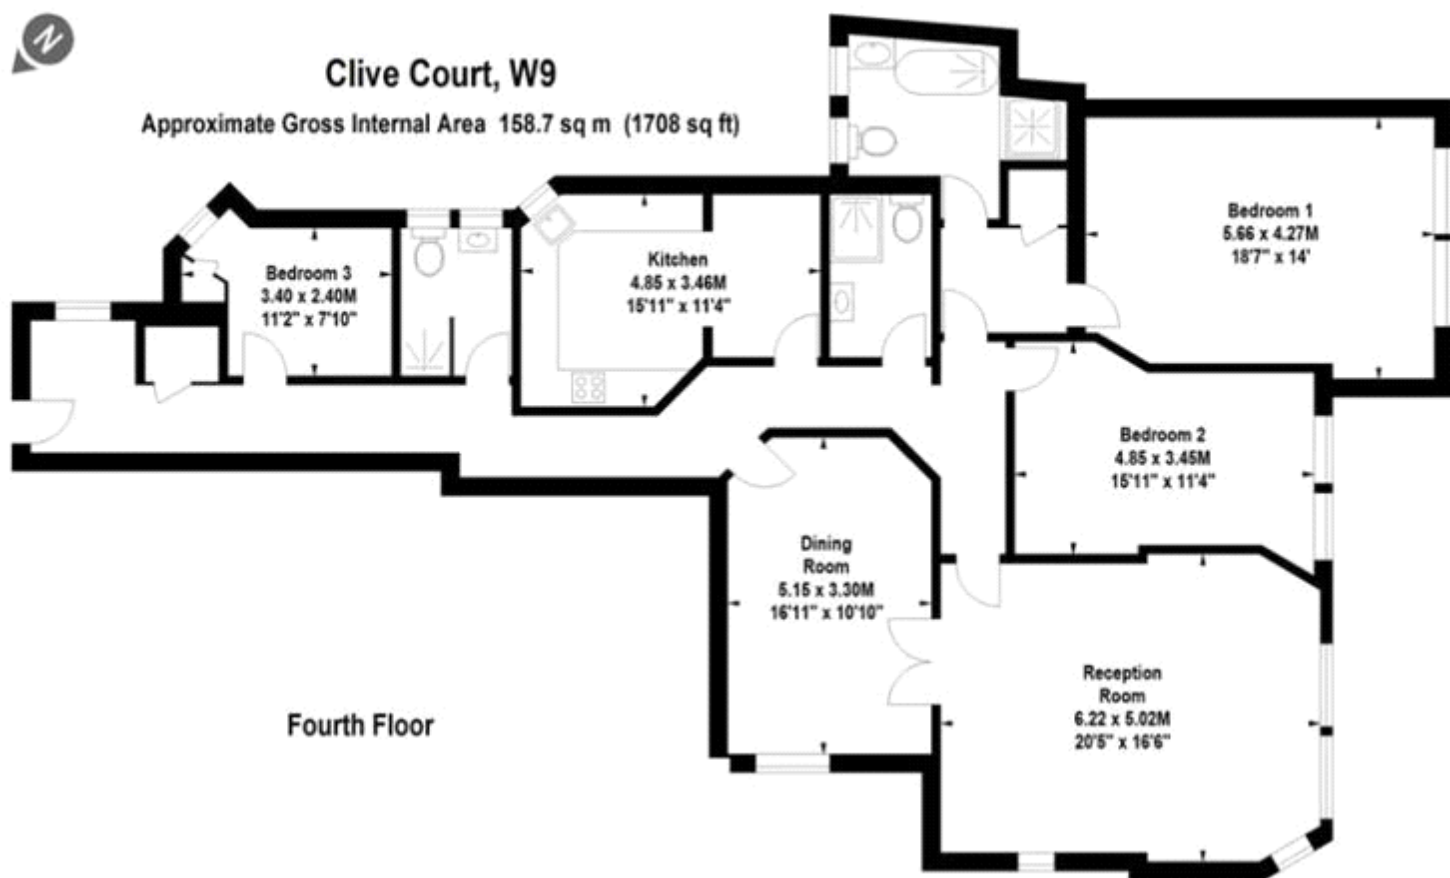 N
Clive Court, W9
Approximate Gross Internal Area 158.7 sq m (1708 sq ft)
Bedroom 1
5.66 x 4.27M
18'7" x 14'
Bedroom 3
3.40 x 2.40M
11'2" x 7'10"
Kitchen
4.85 x 3.46M
15'11" x 11'4"
Bedroom 2
4.85 x 3.45M
15'11" x 11'4"
Dining
Room
5.15 x 3.30M
16'11" x 10'10"
Reception
Room
6.22 x 5.02M
20'5" x 16'6"
Fourth Floor